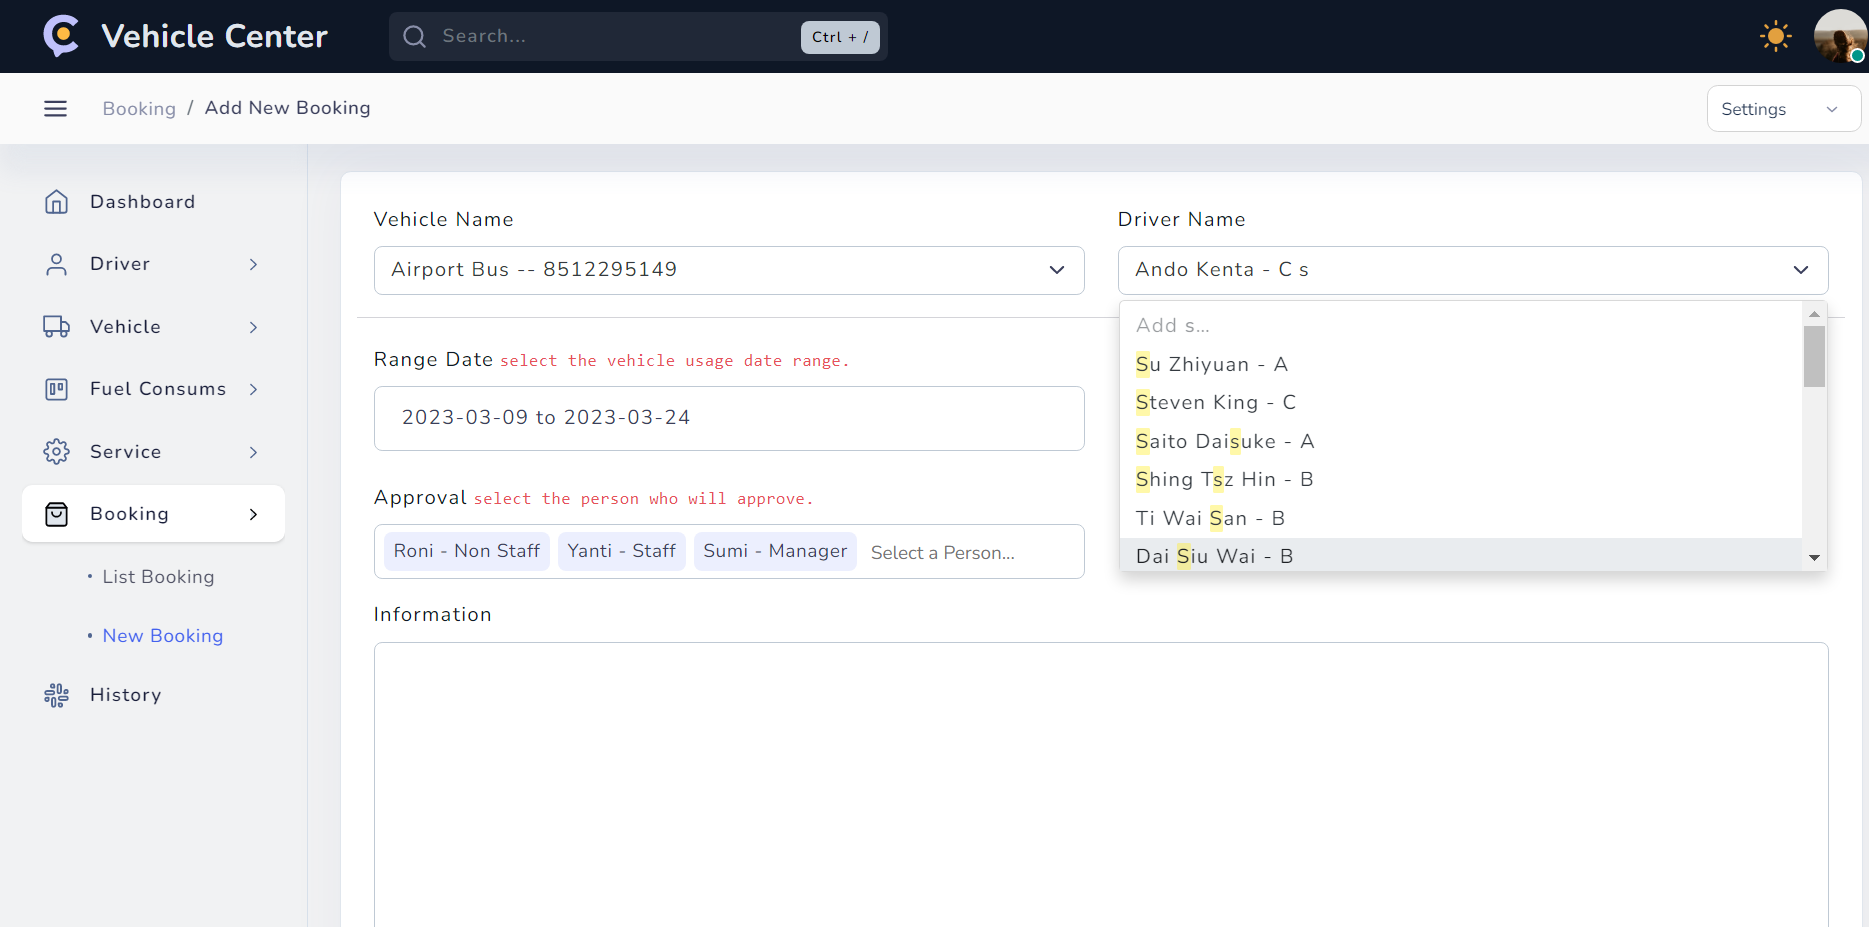 Vehicle Center
Search...
Ctrl + /
Booking / Add New Booking
Settings
Dashboard
Driver
Vehicle
Fuel Consums
Service
Booking
List Booking
New Booking
History
Vehicle Name
Airport Bus -- 8512295149
Driver Name
Ando Kenta - C s
Add s...
Su Zhiyuan - A
Steven King - C
Saito Daisuke - A
Shing Tsz Hin - B
Ti Wai San - B
Dai Siu Wai - B
Range Date select the vehicle usage date range.
2023-03-09 to 2023-03-24
Approval select the person who will approve.
Roni - Non Staff Yanti - Staff Sumi - Manager Select a Person...
Information